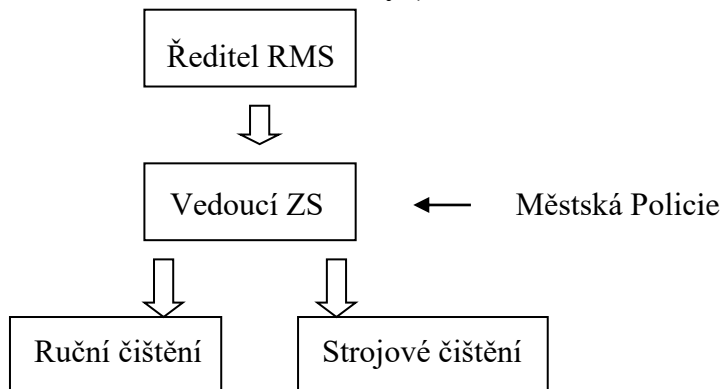 Ředitel RMS
Vedoucí ZS
Městská Policie
Ruční čištění
Strojové čištění